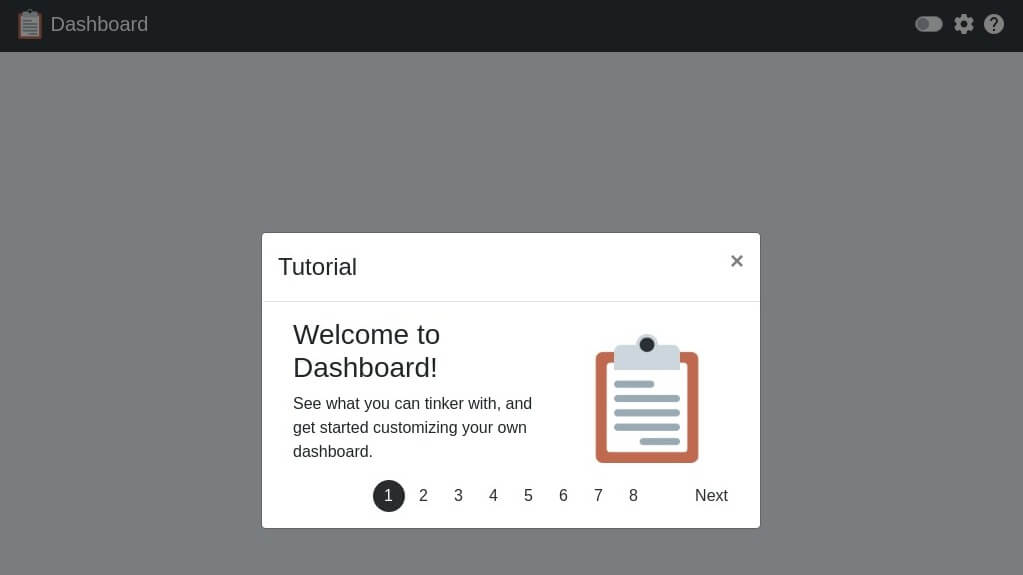 Dashboard
Tutorial
×
Welcome to
Dashboard!
See what you can tinker with, and
get started customizing your own
dashboard.
1 2 3 4 5 6 7 8 Next